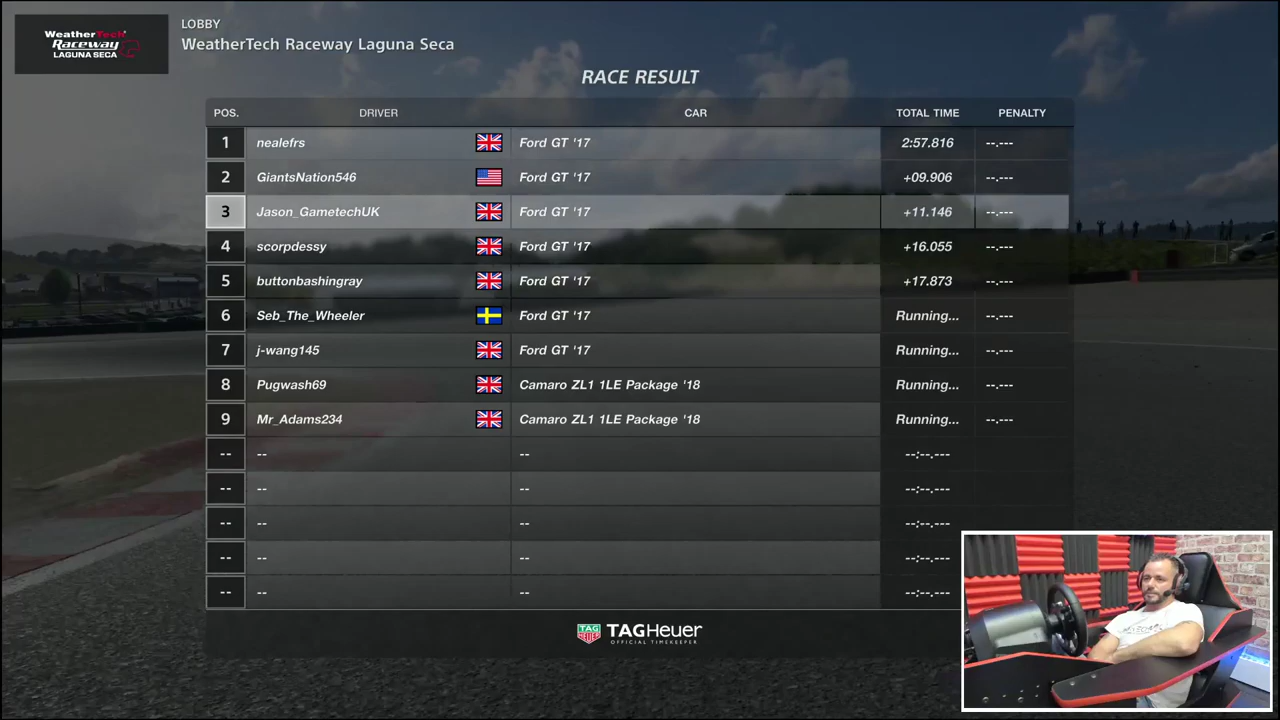 WeatherTech
Raceway
LAGUNA SECA
LOBBY
WeatherTech Raceway Laguna Seca
RACE RESULT
POS. DRIVER CAR TOTAL TIME PENALTY
1 nealefrs Ford GT '17 2:57.816 --.---
2 GiantsNation546 Ford GT '17 +09.906 --.---
3 Jason_GametechUK Ford GT '17 +11.146 --.---
4 scorpdessy Ford GT '17 +16.055 --.---
5 buttonbashingray Ford GT '17 +17.873 --.---
6 Seb_The_Wheeler Ford GT '17 Running... --.---
7 j-wang145 Ford GT '17 Running... --.---
8 Pugwash69 Camaro ZL1 1LE Package '18 Running... --.---
9 Mr_Adams234 Camaro ZL1 1LE Package '18 Running... --.---
-- -- -- --:--.---
-- -- -- --:--.---
-- -- -- --:--.---
-- -- -- --:--.---
-- -- -- --:--.---
TAG HEUER TAGHeuer
OFFICIAL TIMEKEEPER